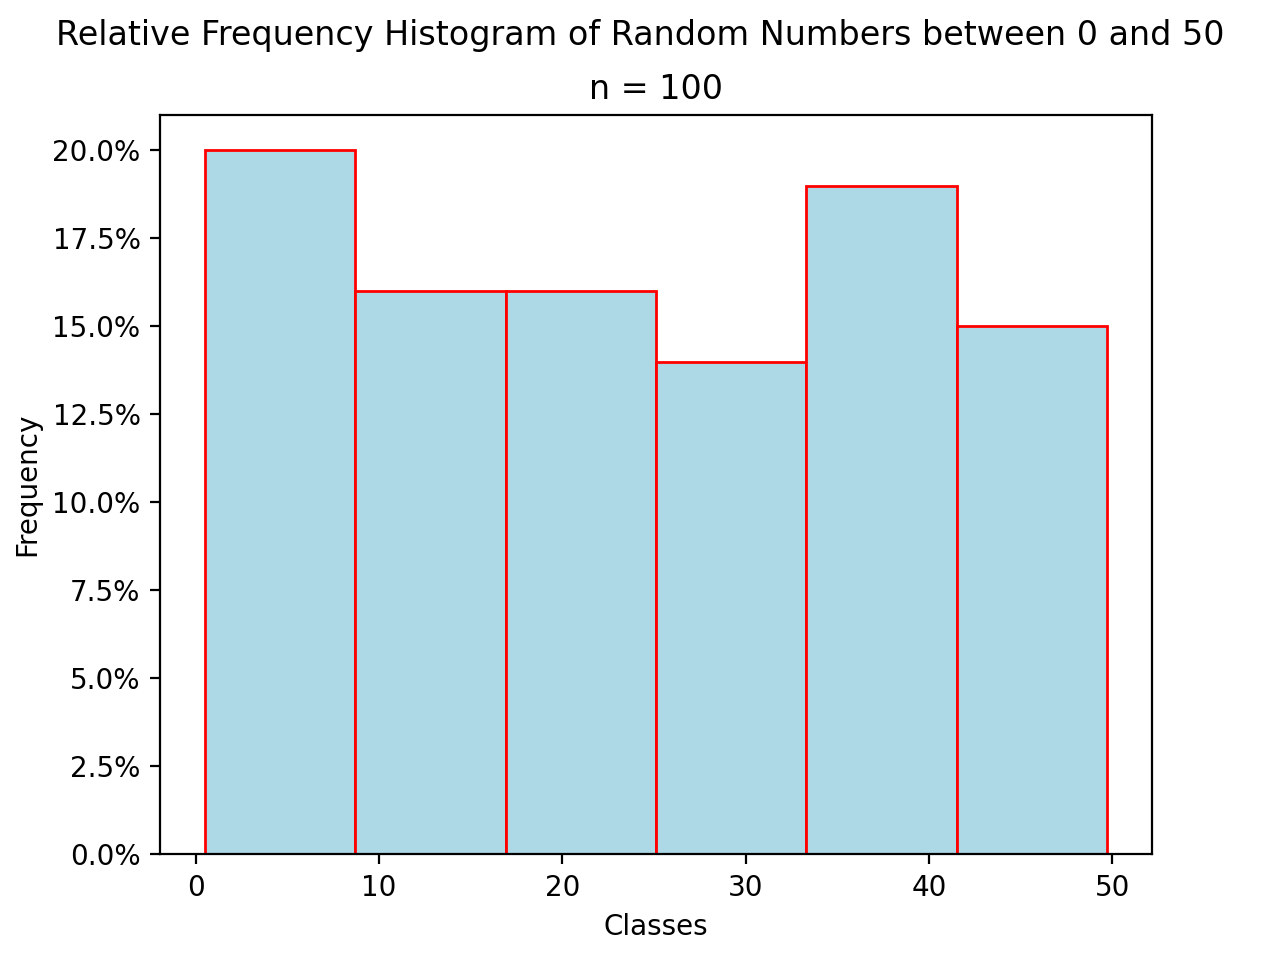 Relative Frequency Histogram of Random Numbers between 0 and 50
n = 100
20.0%
17.5%
15.0%
12.5%
10.0%
7.5%
5.0%
2.5%
0.0%
Frequency
0 10 20 30 40 50
Classes